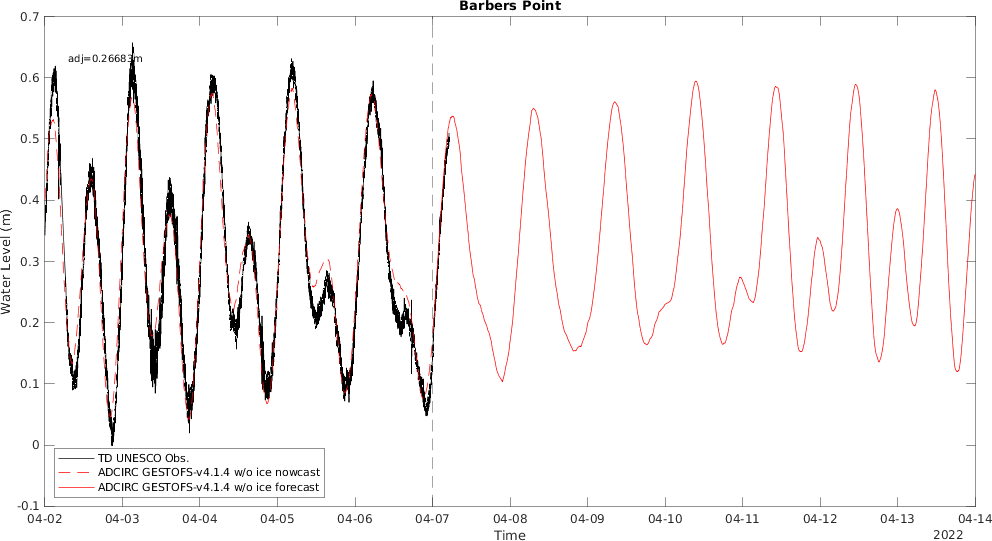 Barbers Point
0.7
0.6
0.5
0.4
0.3
0.2
0.1
0
-0.1
Water Level (m)
adj=0.26683m
TD UNESCO Obs.
ADCIRC GESTOFS-v4.1.4 w/o ice nowcast
ADCIRC GESTOFS-v4.1.4 w/o ice forecast
04-02 04-03 04-04 04-05 04-06 04-07 04-08 04-09 04-10 04-11 04-12 04-13 04-14
Time
2022